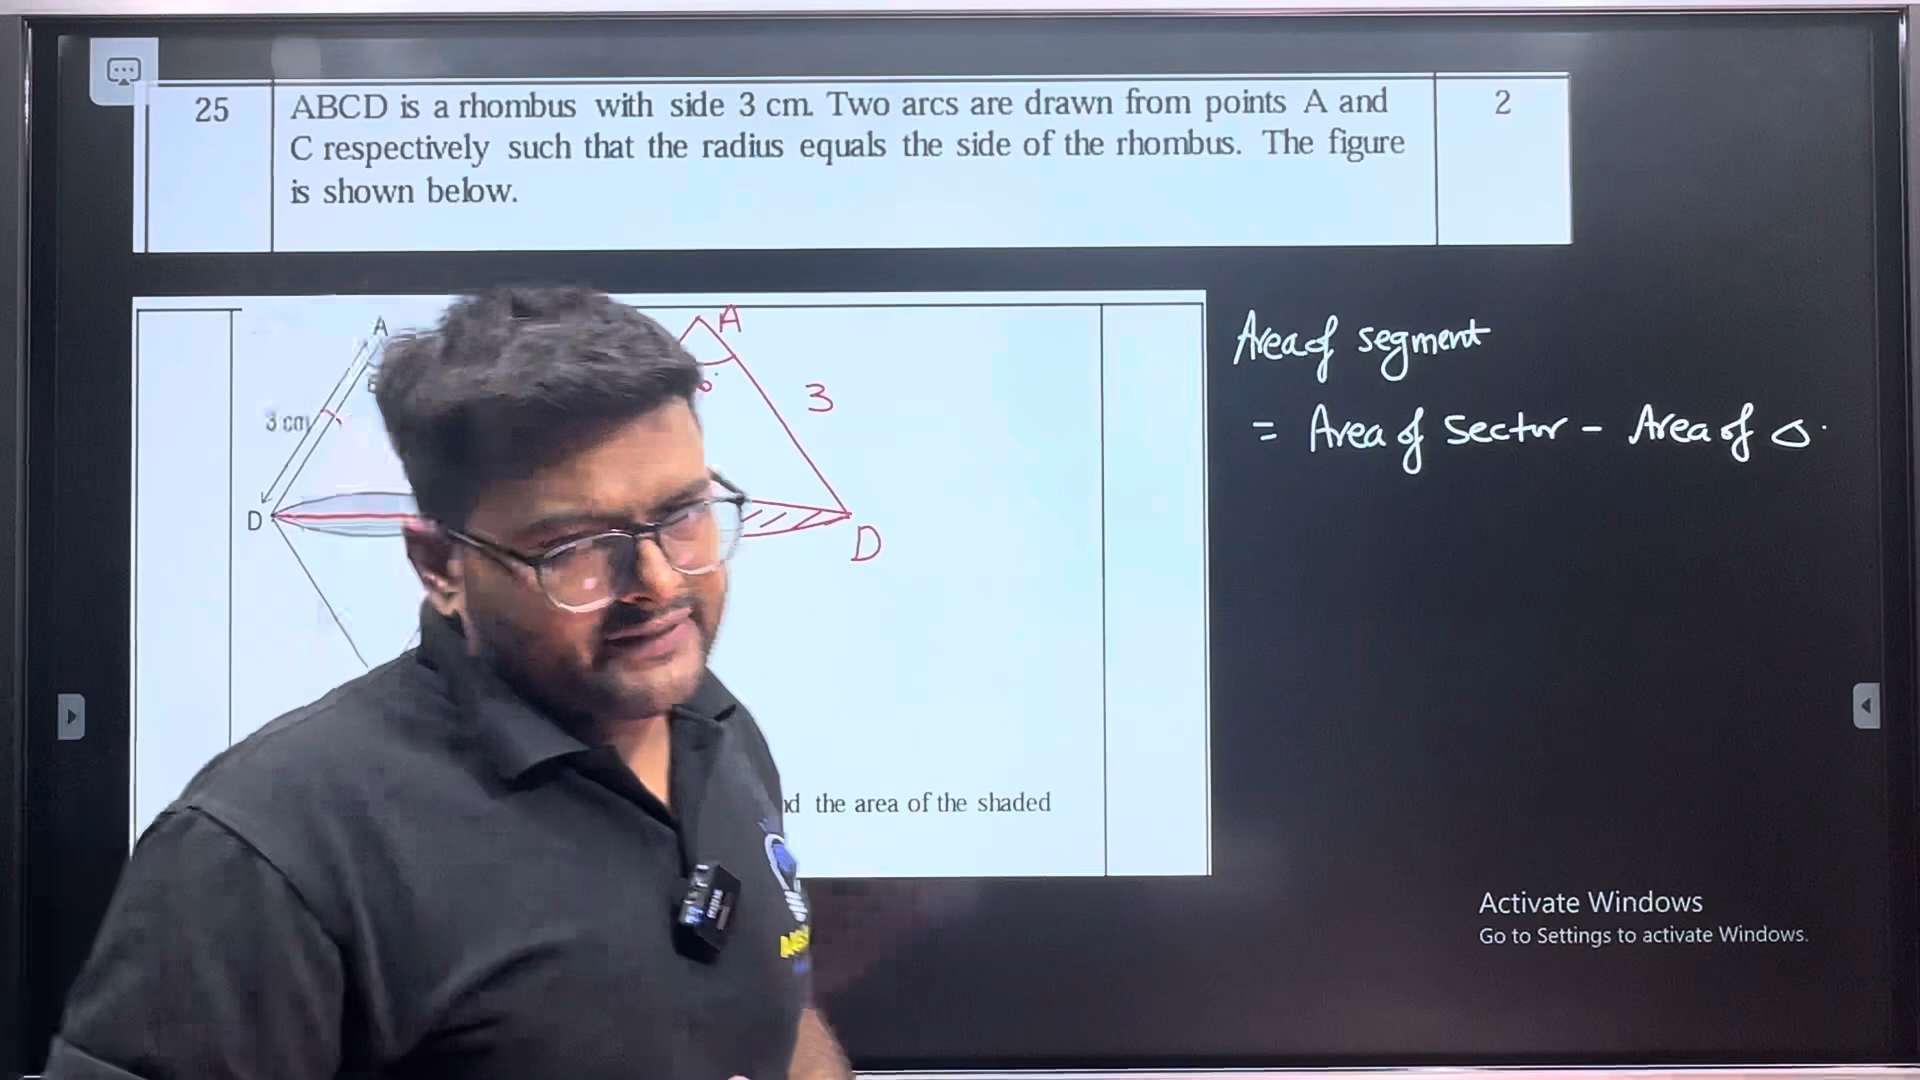 25
ABCD is a rhombus with side 3 cm. Two arcs are drawn from points A and
C respectively such that the radius equals the side of the rhombus. The figure
is shown below.
2
A
A
3 cm
3
D
D
the area of the shaded
Area of segment
= Area of sector - Area of Δ.
Activate Windows
Go to Settings to activate Windows.